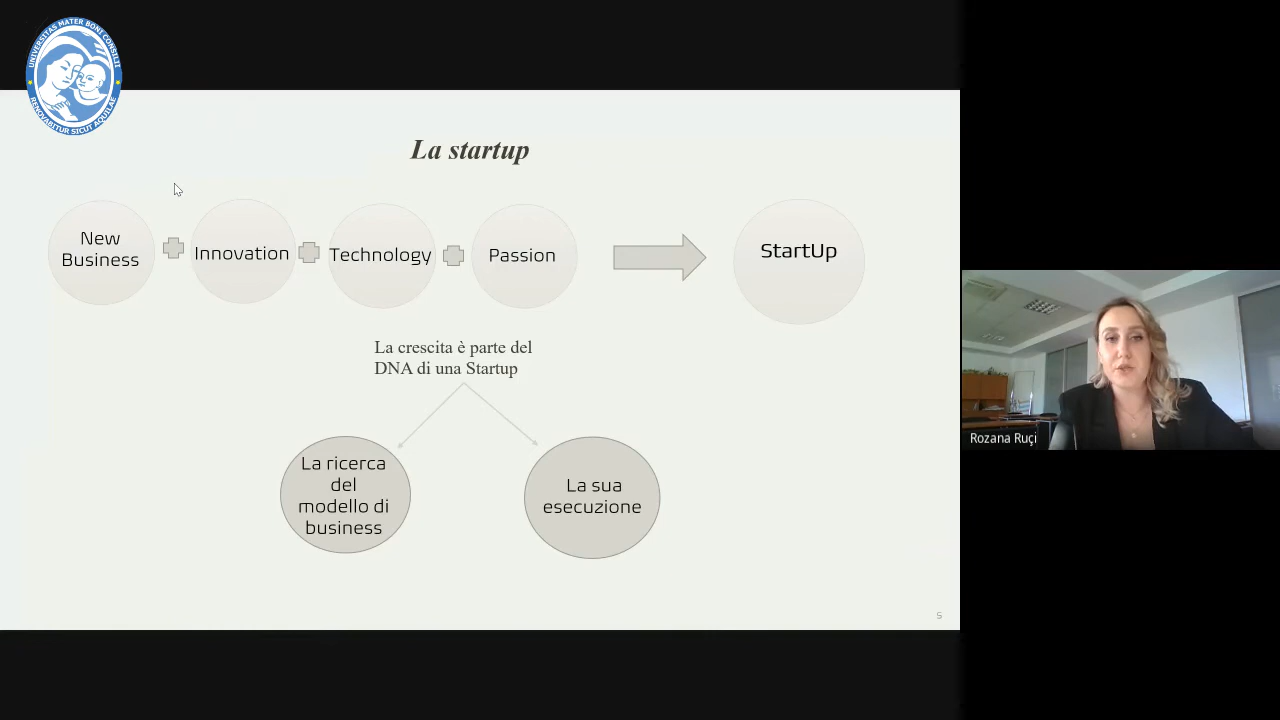 UNIVERSITAS MATER BONI CONSILII
RENOVABITUR SICUT AQUILAE
La startup
New
Business
Innovation
Technology
Passion
StartUp
La crescita è parte del
DNA di una Startup
La ricerca
del
modello di
business
La sua
esecuzione
5
Rozana Ruçi